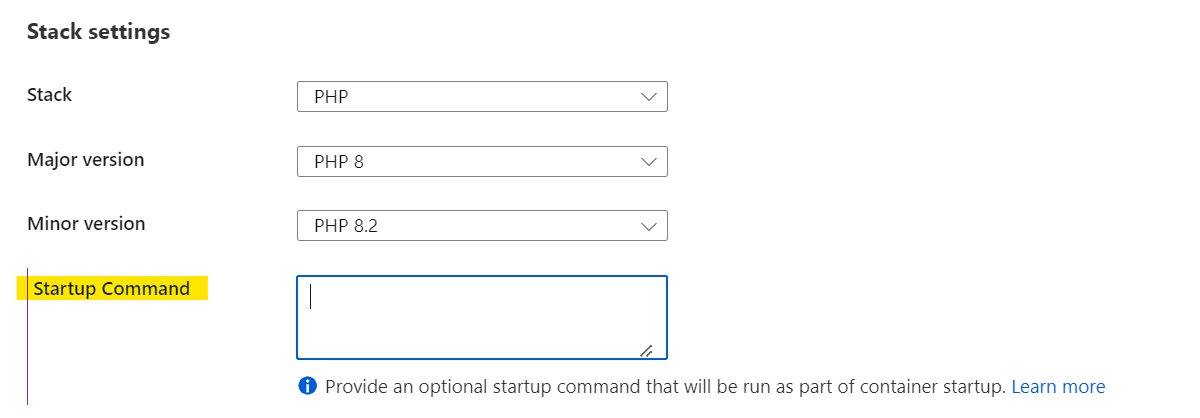 Stack settings
Stack PHP
Major version PHP 8
Minor version PHP 8.2
Startup Command
Provide an optional startup command that will be run as part of container startup. Learn more